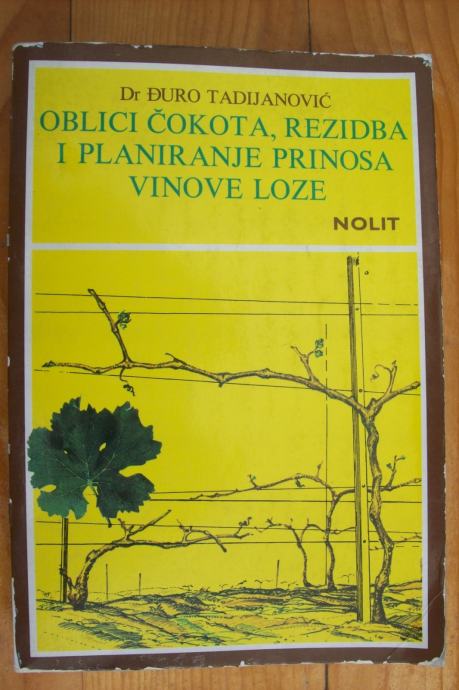 Dr ĐURO TADIJANOVIĆ
OBLICI ČOKOTA, REZIDBA
I PLANIRANJE PRINOSA
VINOVE LOZE
NOLIT